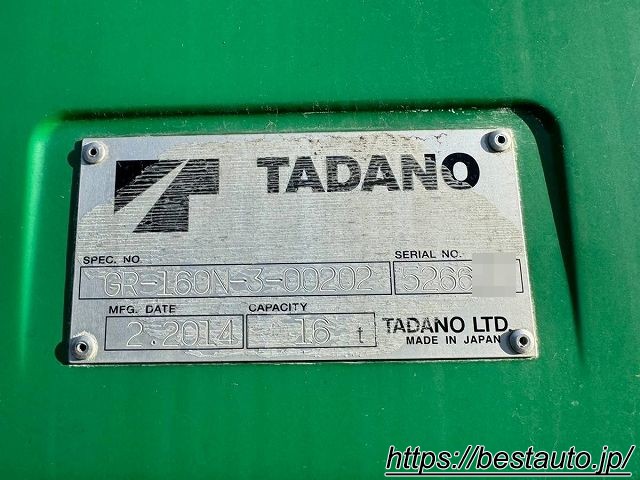 TADANO
SPEC. NO. SERIAL NO.
GR-160N-3-00202 5266
MFG. DATE CAPACITY
2.2014 16 t TADANO LTD.
MADE IN JAPAN
https://bestauto.jp/